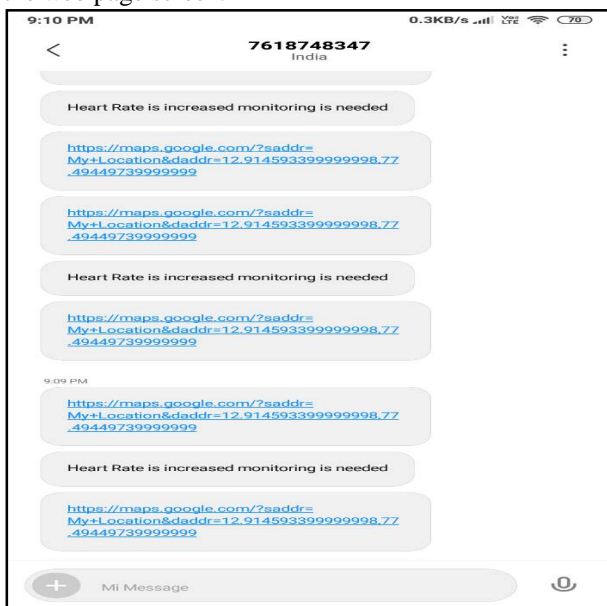 9:10 PM 0.3KB/s Vo LTE 70
7618748347
India
Heart Rate is increased monitoring is needed
https://maps.google.com/?saddr=
My+Location&daddr=12.914593399999998,77
.49449739999999
https://maps.google.com/?saddr=
My+Location&daddr=12.914593399999998,77
.49449739999999
Heart Rate is increased monitoring is needed
https://maps.google.com/?saddr=
My+Location&daddr=12.914593399999998,77
.49449739999999
9:09 PM
https://maps.google.com/?saddr=
My+Location&daddr=12.914593399999998,77
.49449739999999
Heart Rate is increased monitoring is needed
https://maps.google.com/?saddr=
My+Location&daddr=12.914593399999998,77
.49449739999999
Mi Message